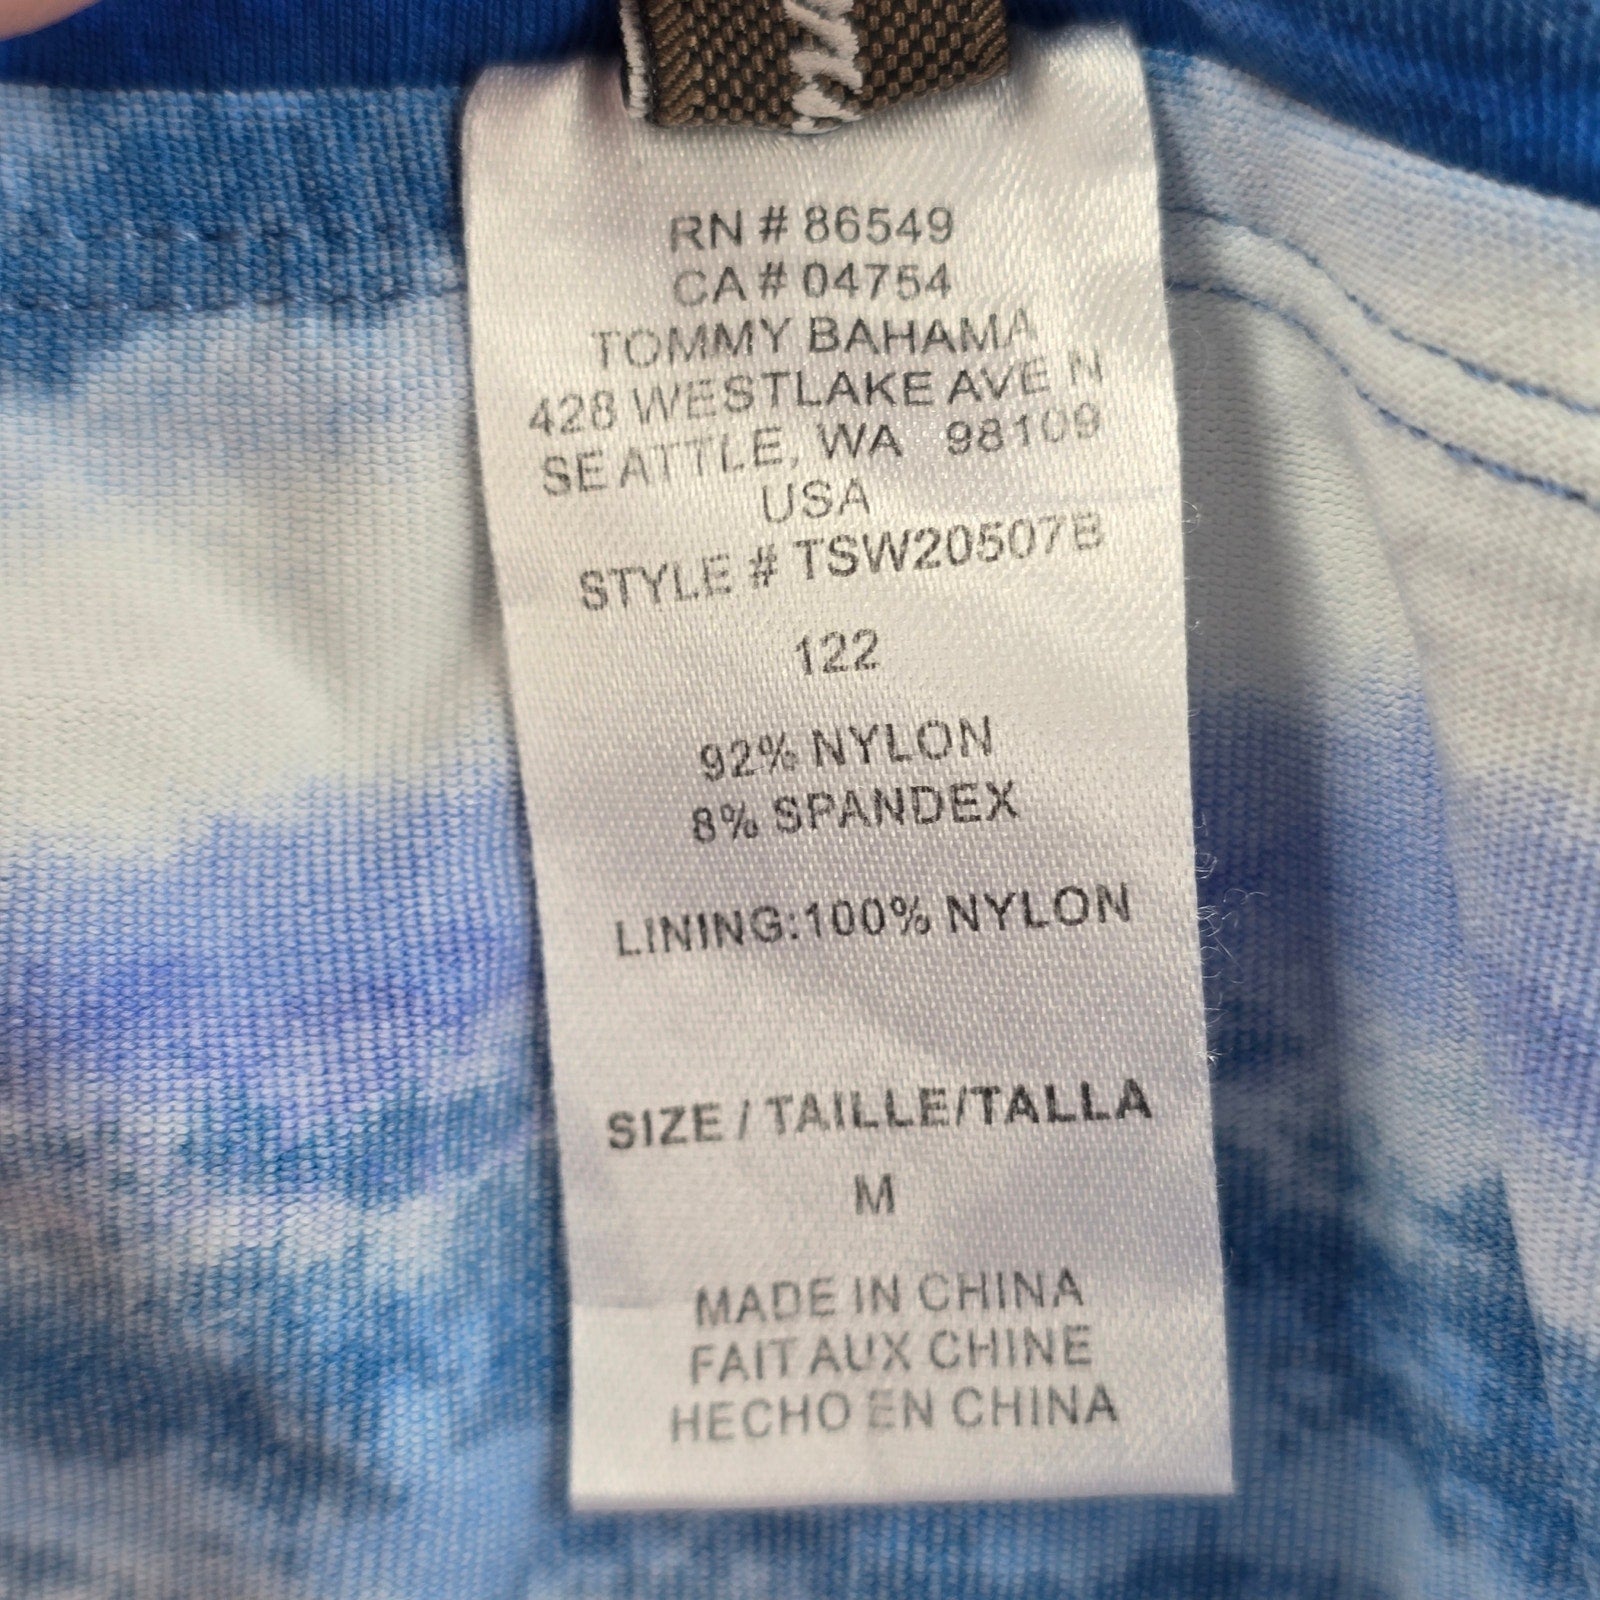 RN # 86549
CA # 04754
TOMMY BAHAMA
428 WESTLAKE AVE N
SEATTLE, WA 98109
USA
STYLE # TSW20507B
122
92% NYLON
8% SPANDEX
LINING:100% NYLON
SIZE / TAILLE/TALLA
M
MADE IN CHINA
FAIT AUX CHINE
HECHO EN CHINA